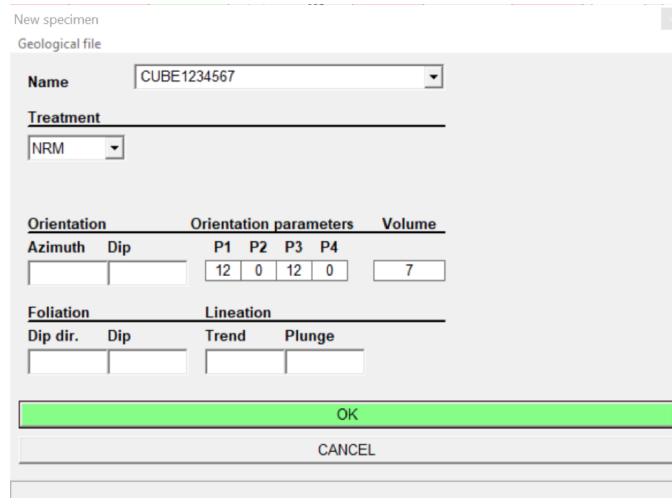 New specimen
Geological file
Name CUBE1234567
Treatment
NRM
Orientation Orientation parameters Volume
Azimuth Dip P1 P2 P3 P4
12 0 12 0 7
Foliation Lineation
Dip dir. Dip Trend Plunge
OK
CANCEL